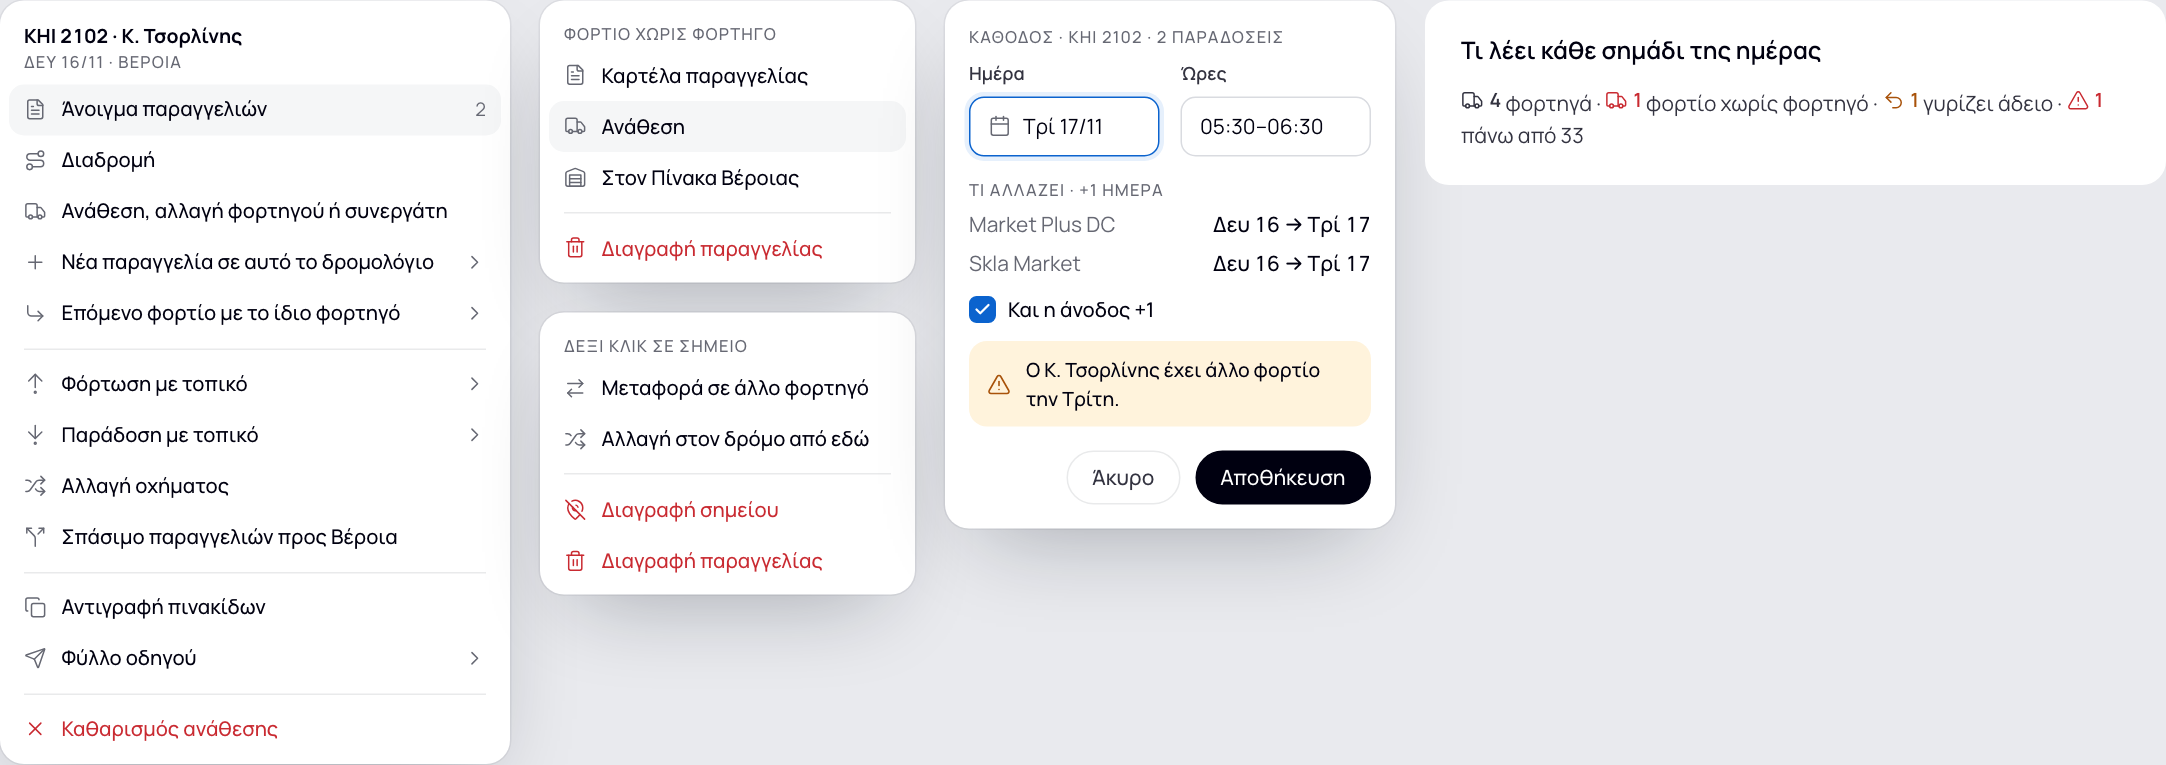 ΚΗΙ 2102 · Κ. Τσορλίνης
ΔΕΥ 16/11 · ΒΕΡΟΙΑ
Άνοιγμα παραγγελιών 2
Διαδρομή
Ανάθεση, αλλαγή φορτηγού ή συνεργάτη
Νέα παραγγελία σε αυτό το δρομολόγιο
Επόμενο φορτίο με το ίδιο φορτηγό
Φόρτωση με τοπικό
Παράδοση με τοπικό
Αλλαγή οχήματος
Σπάσιμο παραγγελιών προς Βέροια
Αντιγραφή πινακίδων
Φύλλο οδηγού
Καθαρισμός ανάθεσης
ΦΟΡΤΙΟ ΧΩΡΙΣ ΦΟΡΤΗΓΟ
Καρτέλα παραγγελίας
Ανάθεση
Στον Πίνακα Βέροιας
Διαγραφή παραγγελίας
ΔΕΞΙ ΚΛΙΚ ΣΕ ΣΗΜΕΙΟ
Μεταφορά σε άλλο φορτηγό
Αλλαγή στον δρόμο από εδώ
Διαγραφή σημείου
Διαγραφή παραγγελίας
ΚΑΘΟΔΟΣ · ΚΗΙ 2102 · 2 ΠΑΡΑΔΟΣΕΙΣ
Ημέρα Ώρες
Τρί 17/11 05:30–06:30
ΤΙ ΑΛΛΑΖΕΙ · +1 ΗΜΕΡΑ
Market Plus DC Δευ 16 → Τρί 17
Skla Market Δευ 16 → Τρί 17
Και η άνοδος +1
Ο Κ. Τσορλίνης έχει άλλο φορτίο
την Τρίτη.
Άκυρο Αποθήκευση
Τι λέει κάθε σημάδι της ημέρας
4 φορτηγά · 1 φορτίο χωρίς φορτηγό · 1 γυρίζει άδειο · 1
πάνω από 33